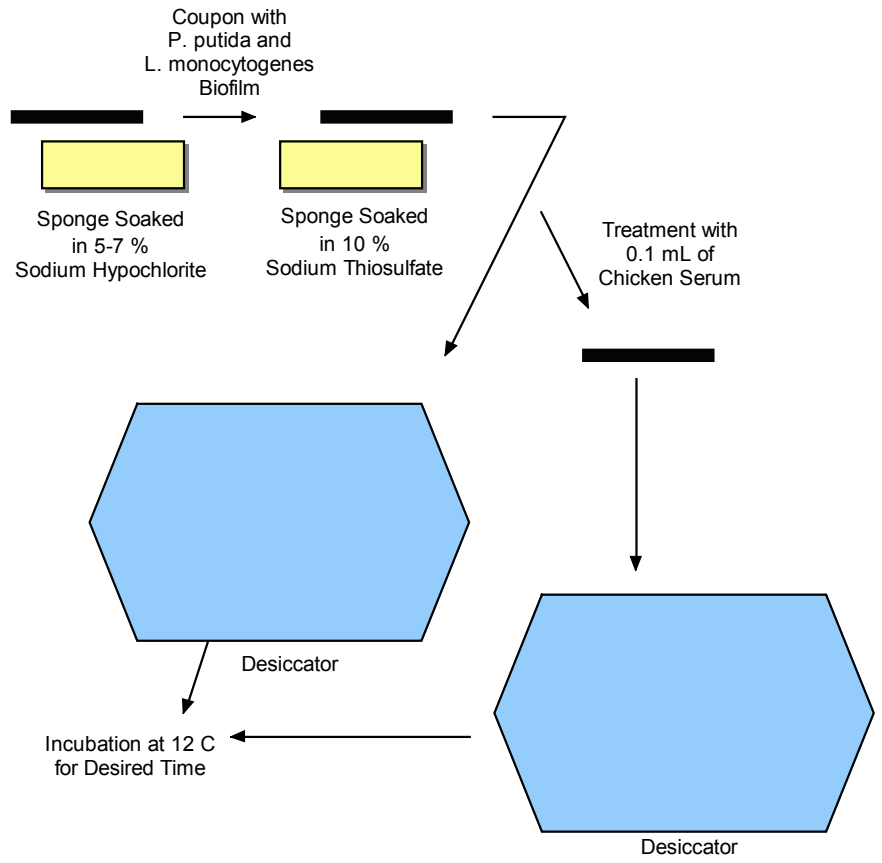 Coupon with
P. putida and
L. monocytogenes
Biofilm
Sponge Soaked
in 5-7 %
Sodium Hypochlorite
Sponge Soaked
in 10 %
Sodium Thiosulfate
Treatment with
0.1 mL of
Chicken Serum
Desiccator
Incubation at 12 C
for Desired Time
Desiccator